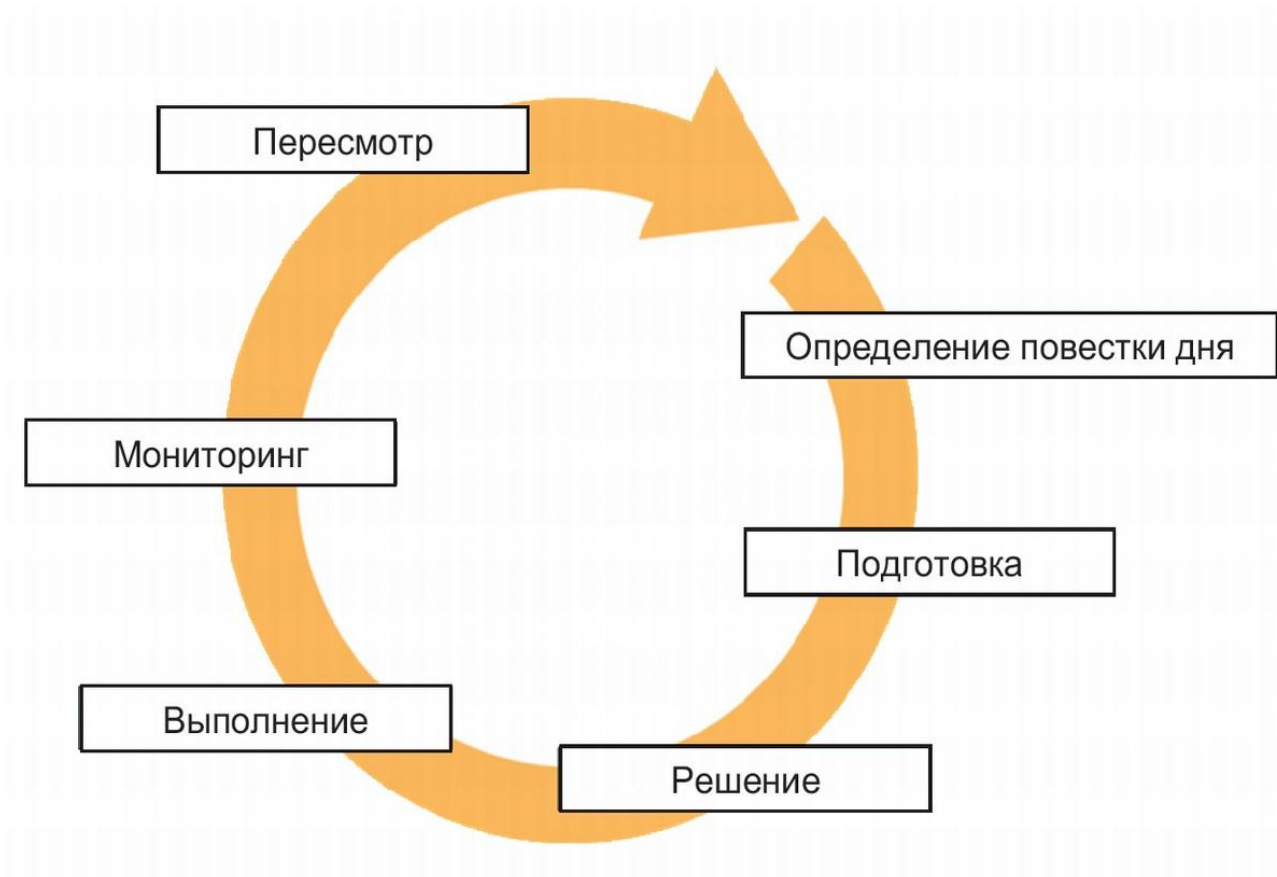 Пересмотр
Определение повестки дня
Мониторинг
Подготовка
Выполнение
Решение